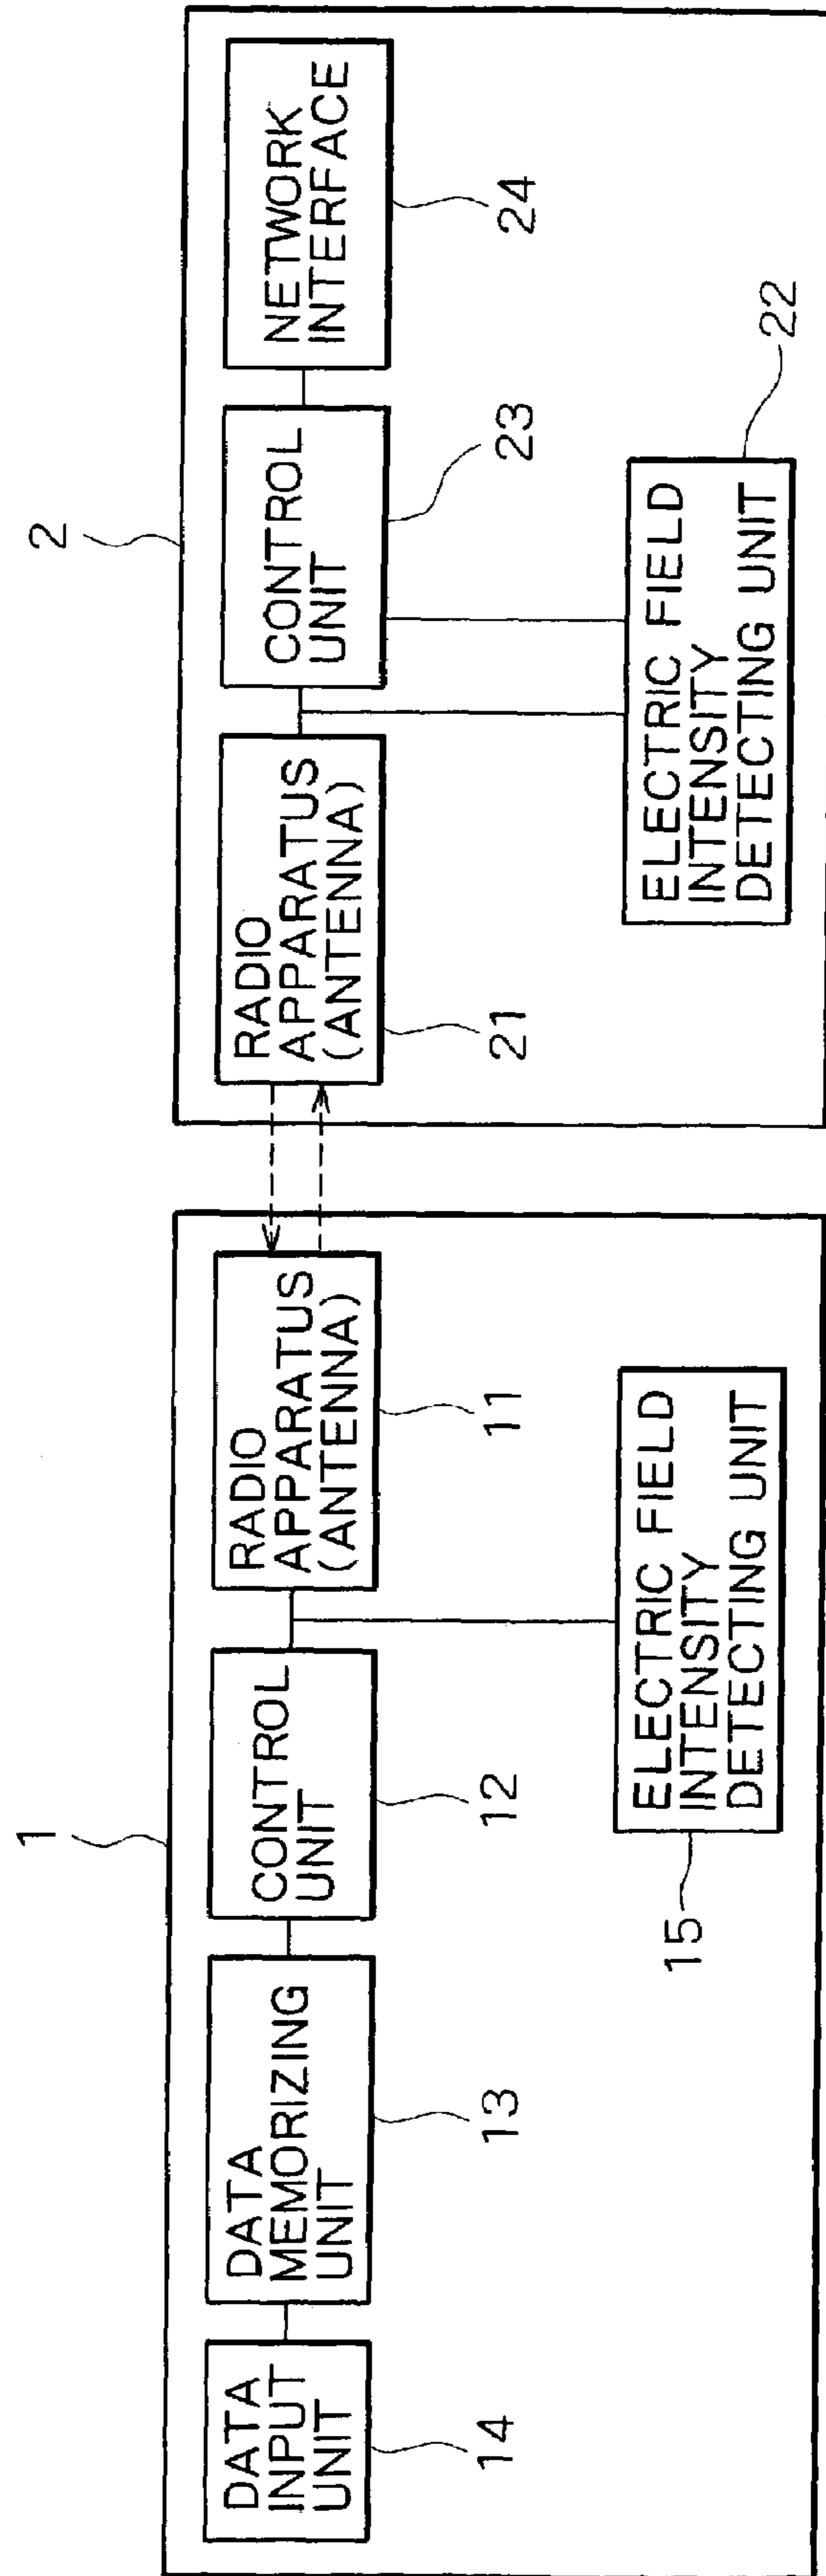 1
DATA
INPUT
UNIT
14
DATA
MEMORIZING
UNIT
13
CONTROL
UNIT
12
RADIO
APPARATUS
(ANTENNA)
11
ELECTRIC FIELD
INTENSITY
DETECTING UNIT
15
2
RADIO
APPARATUS
(ANTENNA)
21
CONTROL
UNIT
23
NETWORK
INTERFACE
24
ELECTRIC FIELD
INTENSITY
DETECTING UNIT
22